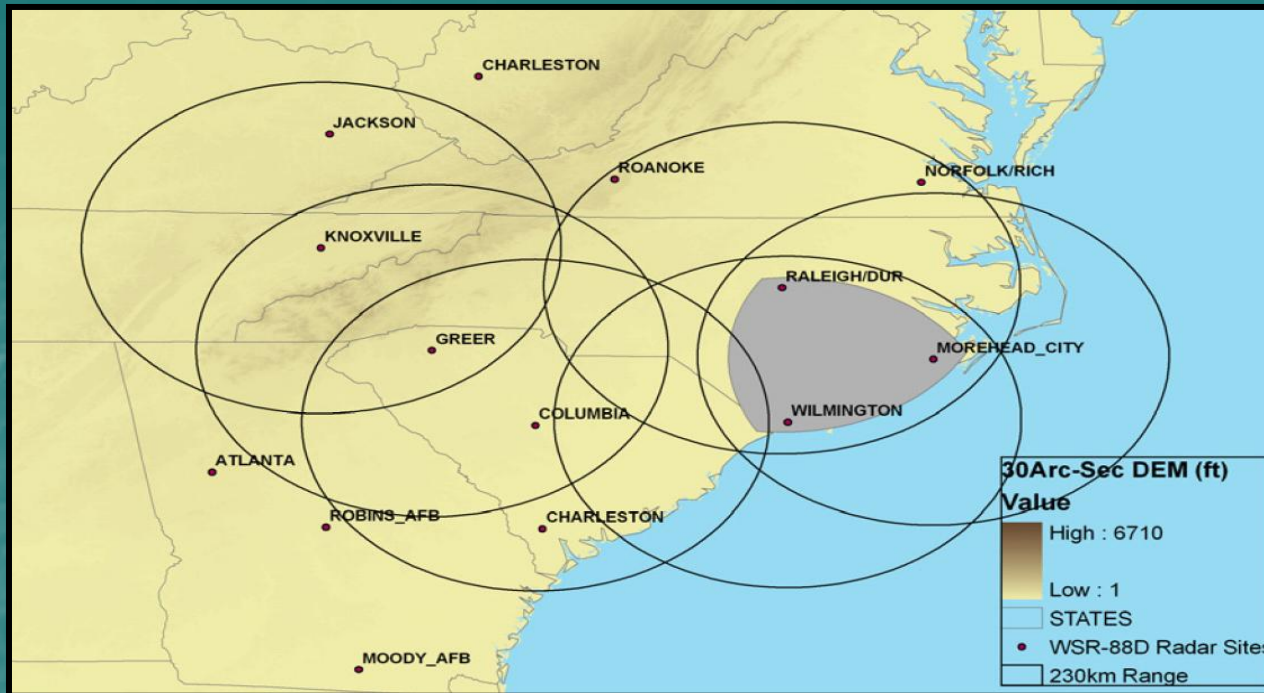 CHARLESTON
JACKSON
ROANOKE
NORFOLK/RICH
KNOXVILLE
RALEIGH/DUR
GREER
MOREHEAD_CITY
COLUMBIA
WILMINGTON
ATLANTA
ROBINS_AFB
CHARLESTON
MOODY_AFB
30Arc-Sec DEM (ft)
Value
High : 6710
Low : 1
STATES
WSR-88D Radar Sites
230km Range